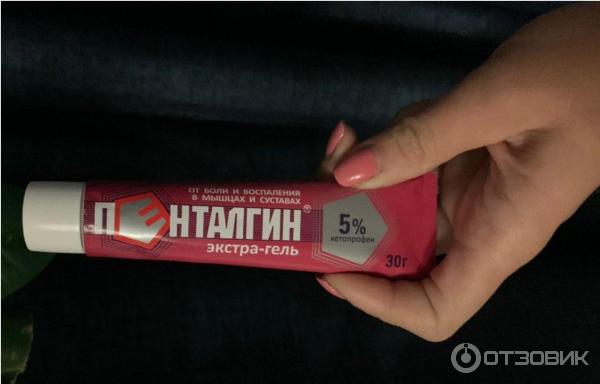 ОТ БОЛИ И ВОСПАЛЕНИЯ
В МЫШЦАХ И СУСТАВАХ
ПЕНТАЛГИН®
экстра-гель
5%
кетопрофен
30г
ОТЗОВИК